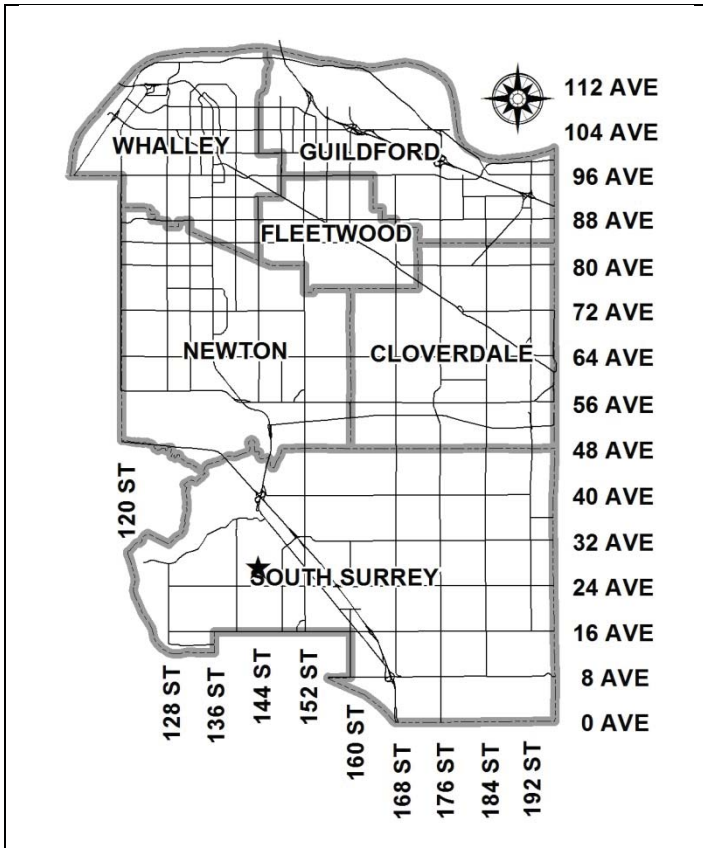 112 AVE
104 AVE
WHALLEY
GUILDFORD
96 AVE
88 AVE
FLEETWOOD
80 AVE
72 AVE
NEWTON
CLOVERDALE
64 AVE
56 AVE
48 AVE
120 ST
40 AVE
32 AVE
SOUTH SURREY
24 AVE
16 AVE
128 ST
136 ST
144 ST
152 ST
160 ST
8 AVE
0 AVE
168 ST
176 ST
184 ST
192 ST